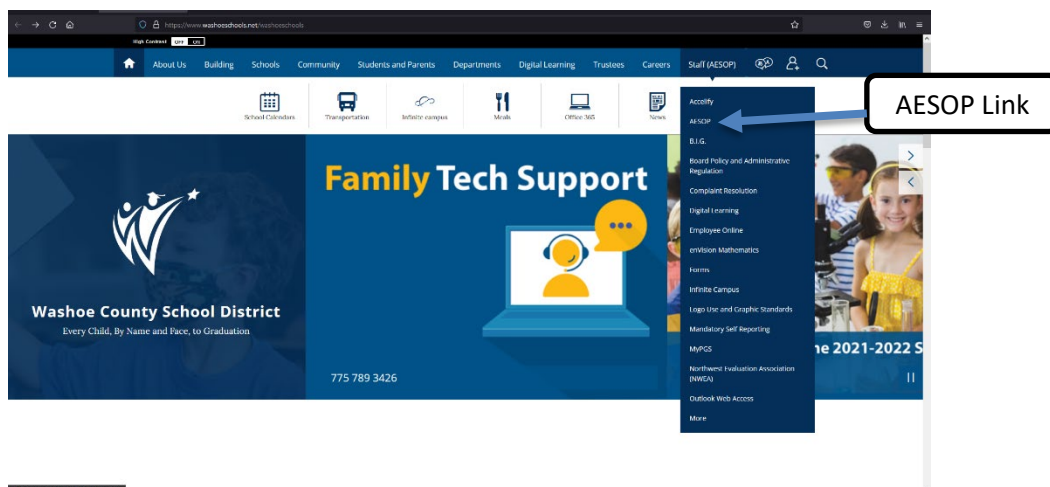 https://www.washoeschools.net/washoeschools
High Contrast OFF ON
About Us Building Schools Community Students and Parents Departments Digital Learning Trustees Careers Staff (AESOP)
School Calendars Transportation Infinite campus Meals Office 365 News
Accelify
AESOP
B.I.G.
Board Policy and Administrative
Regulation
Complaint Resolution
Digital Learning
Employee Online
enVision Mathematics
Forms
Infinite Campus
Logo Use and Graphic Standards
Mandatory Self Reporting
MyPGS
Northwest Evaluation Association
(NWEA)
Outlook Web Access
More
AESOP Link
Family Tech Support
Washoe County School District
Every Child, By Name and Face, to Graduation
775 789 3426
ne 2021-2022 S